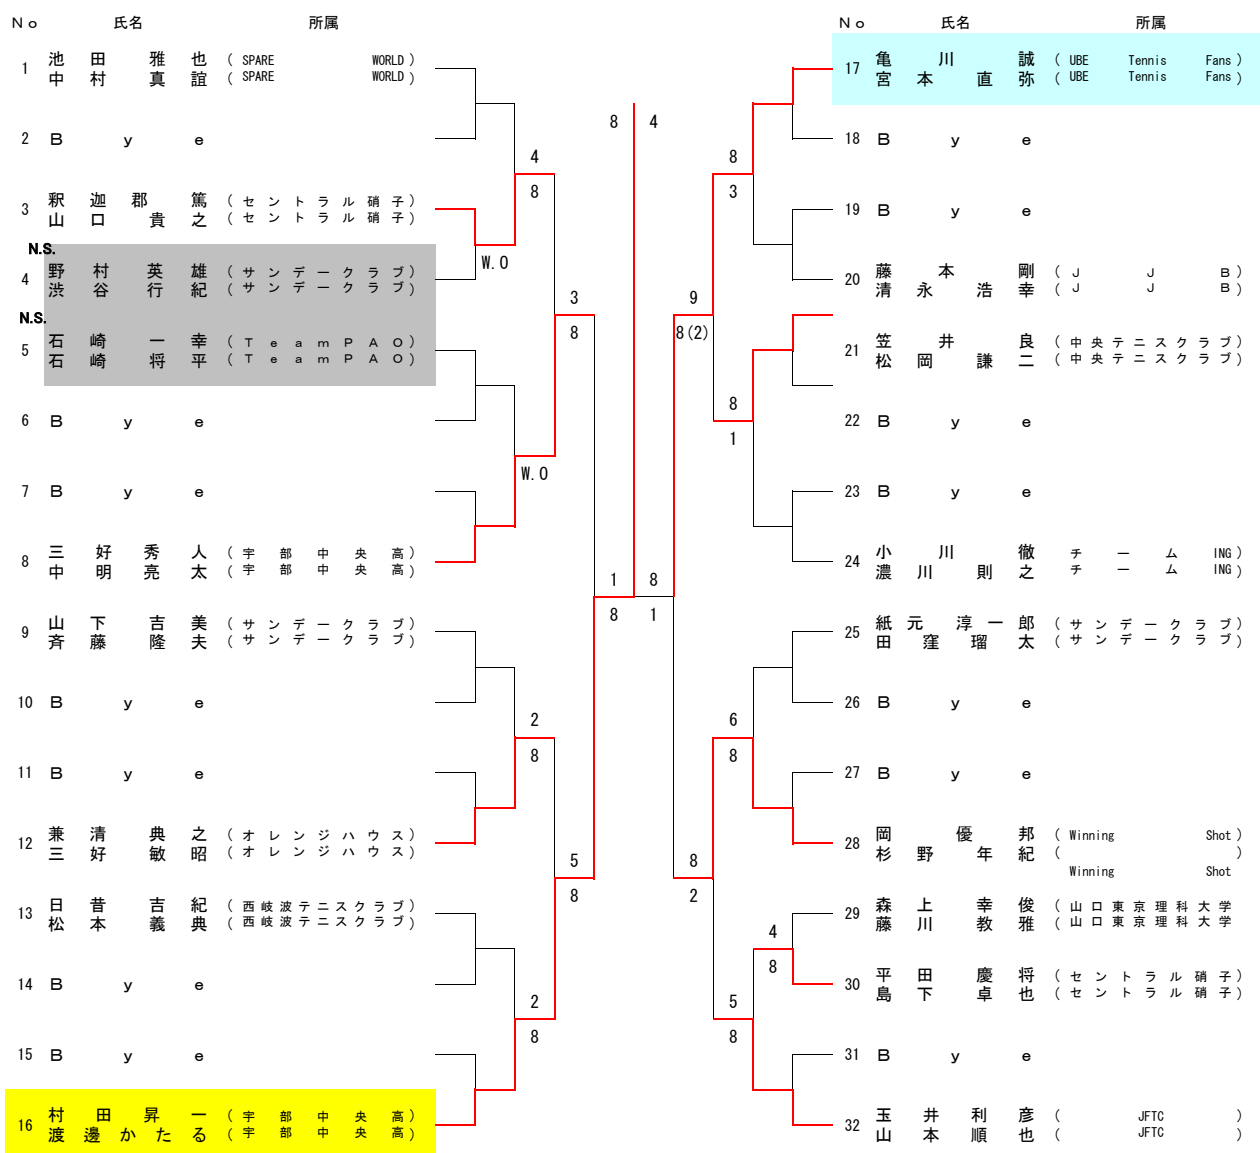 No 氏名 所属
1 池田 雅也 ( SPARE WORLD )
中村 真誼 ( SPARE WORLD )
2 Bye
3 釈迦郡 篤 ( セントラル硝子 )
山口 貴之 ( セントラル硝子 )
N.S.
4 野村 英雄 ( サンデークラブ )
渋谷 行紀 ( サンデークラブ )
N.S.
5 石崎 一幸 ( TeamPAO )
石崎 将平 ( TeamPAO )
6 Bye
7 Bye
8 三好秀人 ( 宇部中央高 )
中明亮太 ( 宇部中央高 )
9 山下 吉美 ( サンデークラブ )
斉藤 隆夫 ( サンデークラブ )
10 Bye
11 Bye
12 兼清 典之 ( オレンジハウス )
三好 敏昭 ( オレンジハウス )
13 日昔 吉紀 ( 西岐波テニスクラブ )
松本 義典 ( 西岐波テニスクラブ )
14 Bye
15 Bye
16 村田昇一 ( 宇部中央高 )
渡邊かたる ( 宇部中央高 )
4
8
W.O
3
8
W.O
2
8
5
8
2
8
1
8
8 4
8
1
8
3
9
8(2)
8
1
6
8
8
2
4
8
5
8
No 氏名 所属
17 亀川 誠 ( UBE Tennis Fans )
宮本 直弥 ( UBE Tennis Fans )
18 Bye
19 Bye
20 藤本 剛 ( JJB )
清永 浩幸 ( JJB )
21 笠井 良 ( 中央テニスクラブ )
松岡 謙二 ( 中央テニスクラブ )
22 Bye
23 Bye
24 小川 徹 チーム ING )
濃川 則之 チーム ING )
25 紙元 淳一郎 ( サンデークラブ )
田窪 瑠太 ( サンデークラブ )
26 Bye
27 Bye
28 岡 優邦 ( Winning Shot )
杉野 年紀 ( )
Winning Shot
29 森上 幸俊 ( 山口東京理科大学
藤川 教雅 ( 山口東京理科大学
30 平田 慶将 ( セントラル硝子 )
島下 卓也 ( セントラル硝子 )
31 Bye
32 玉井利彦 ( JFTC )
山本順也 ( JFTC )